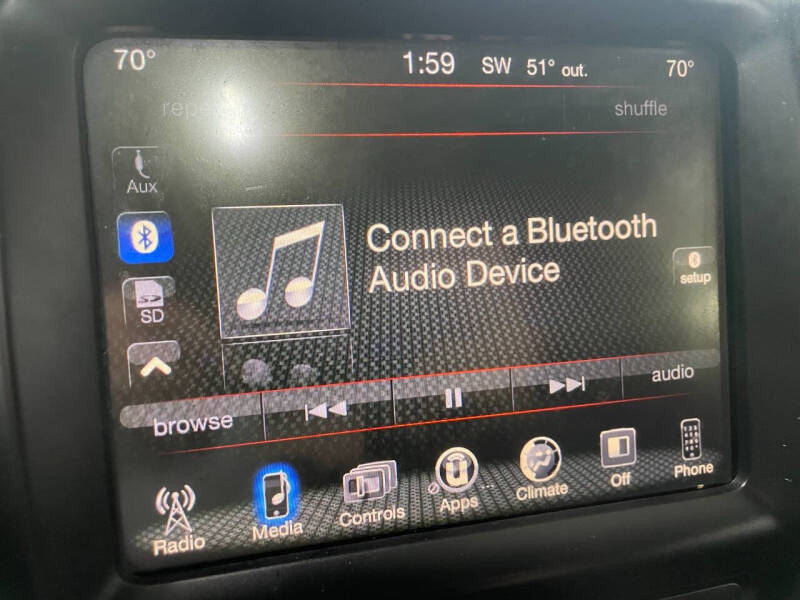 70° 1:59 SW 51° out. 70°
repeat shuffle
Aux
Connect a Bluetooth
Audio Device
setup
SD
browse audio
Radio Media Controls Apps Climate Off Phone